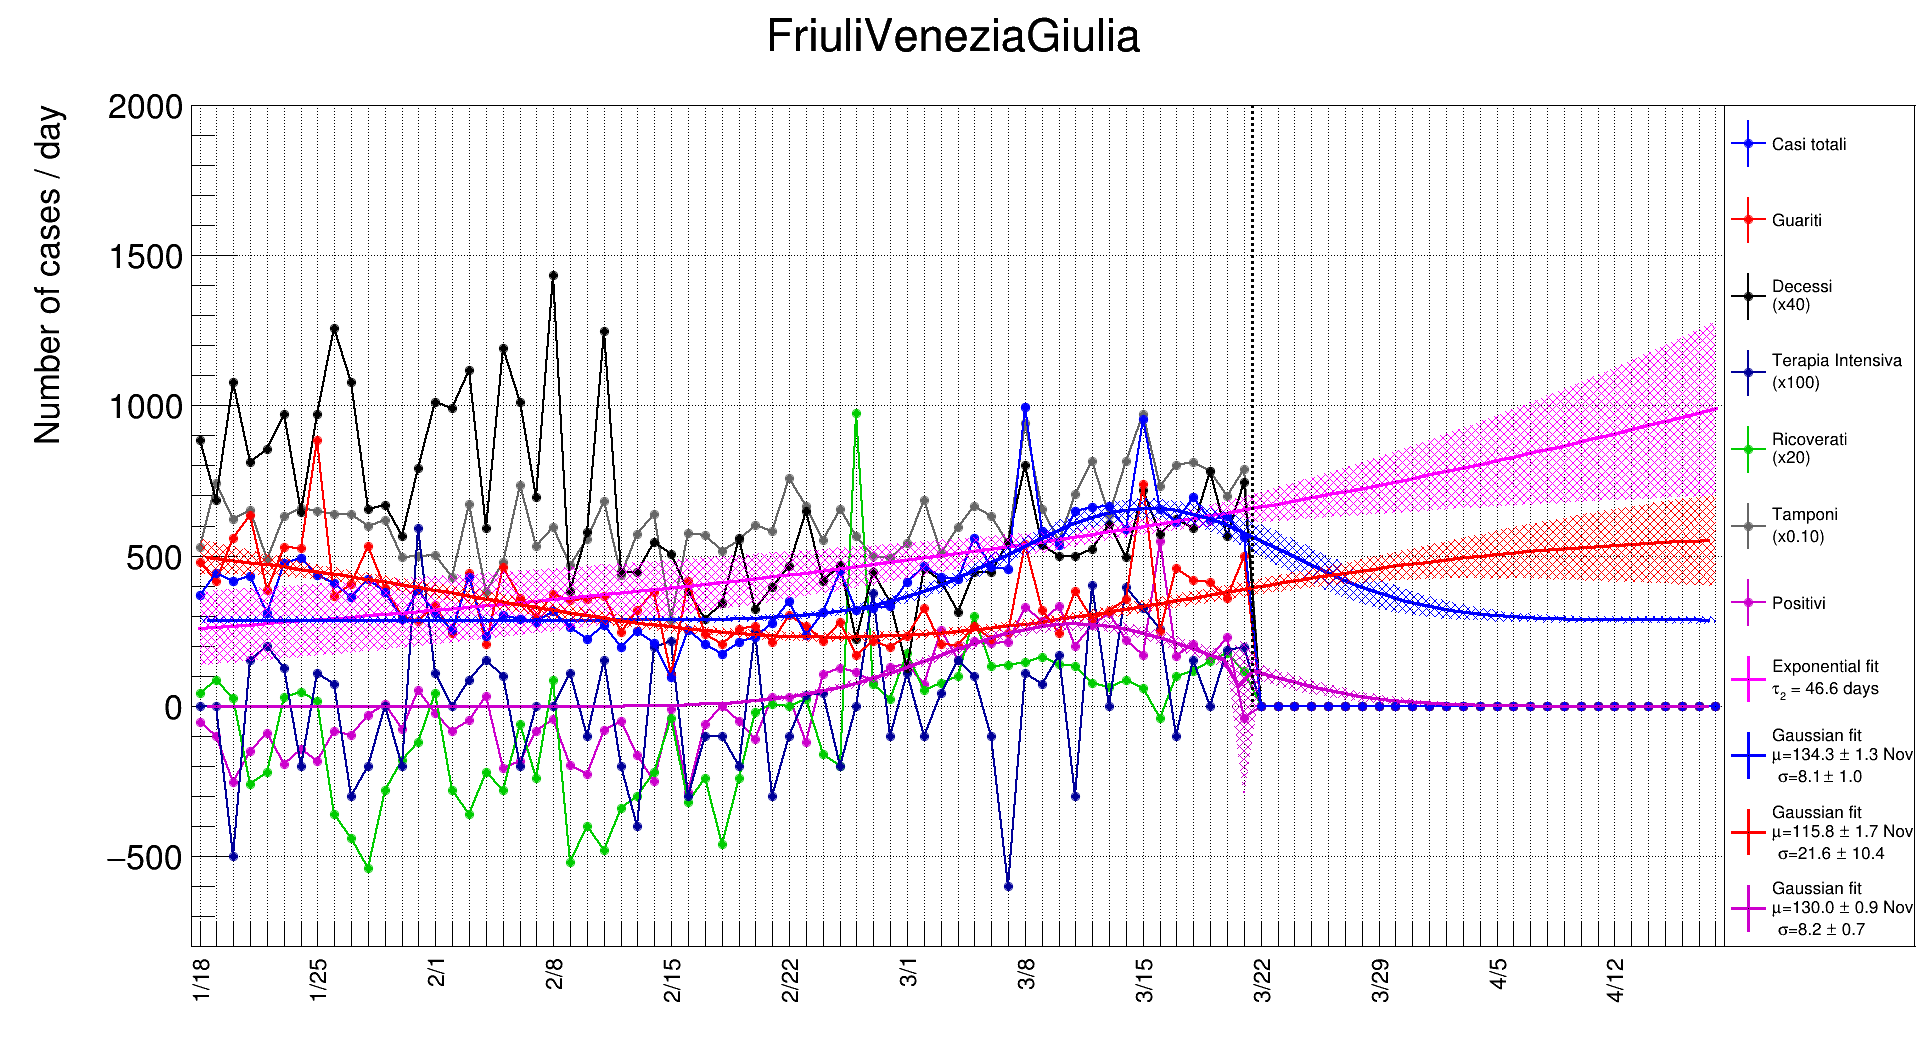 FriuliVeneziaGiulia
Number of cases / day
2000
1500
1000
500
0
−500
1/18
1/25
2/1
2/8
2/15
2/22
3/1
3/8
3/15
3/22
3/29
4/5
4/12
Casi totali
Guariti
Decessi
(x40)
Terapia Intensiva
(x100)
Ricoverati
(x20)
Tamponi
(x0.10)
Positivi
Exponential fit
τ₂ = 46.6 days
Gaussian fit
μ=134.3 ± 1.3 Nov
σ=8.1 ± 1.0
Gaussian fit
μ=115.8 ± 1.7 Nov
σ=21.6 ± 10.4
Gaussian fit
μ=130.0 ± 0.9 Nov
σ=8.2 ± 0.7